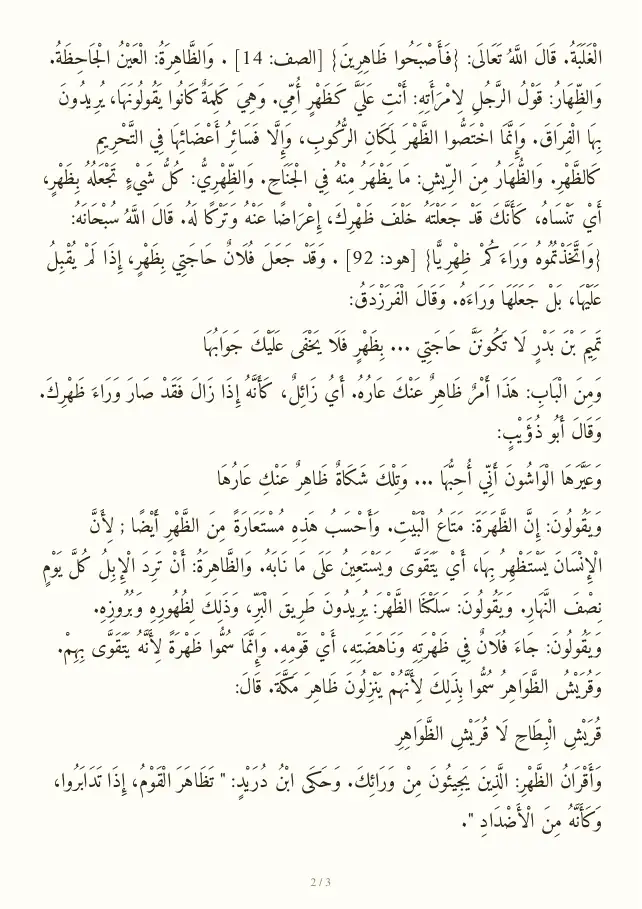 الْغَلَبَةُ. قَالَ اللَّهُ تَعَالَى: {فَأَصْبَحُوا ظَاهِرِينَ} [الصف: 14] . وَالظَّاهِرَةُ: الْعَيْنُ الْجَاحِظَةُ.
وَالظِّهَارُ: قَوْلُ الرَّجُلِ لِامْرَأَتِهِ: أَنْتِ عَلَيَّ كَظَهْرِ أُمِّي. وَهِيَ كَلِمَةٌ كَانُوا يَقُولُونَهَا، يُرِيدُونَ
بِهَا الْفِرَاقَ. وَإِنَّمَا اخْتَصُّوا الظَّهْرَ لِمَكَانِ الرُّكُوبِ، وَإِلَّا فَسَائِرُ أَعْضَائِهَا فِي التَّحْرِيمِ
كَالظَّهْرِ. وَالظُّهَارُ مِنَ الرِّيشِ: مَا يَظْهَرُ مِنْهُ فِي الْجَنَاحِ. وَالظِّهْرِيُّ: كُلُّ شَيْءٍ تَجْعَلُهُ بِظَهْرٍ،
أَيْ تَنْسَاهُ، كَأَنَّكَ قَدْ جَعَلْتَهُ خَلْفَ ظَهْرِكَ، إِعْرَاضًا عَنْهُ وَتَرْكًا لَهُ. قَالَ اللَّهُ سُبْحَانَهُ:
{وَاتَّخَذْتُمُوهُ وَرَاءَكُمْ ظِهْرِيًّا} [هود: 92] . وَقَدْ جَعَلَ فُلَانٌ حَاجَتِي بِظَهْرٍ، إِذَا لَمْ يُقْبِلْ
عَلَيْهَا، بَلْ جَعَلَهَا وَرَاءَهُ. وَقَالَ الْفَرَزْدَقُ:
تَمِيمَ بْنَ بَدْرٍ لَا تَكُونَنَّ حَاجَتِي ... بِظَهْرٍ فَلَا يَخْفَى عَلَيْكَ جَوَابُهَا
وَمِنَ الْبَابِ: هَذَا أَمْرٌ ظَاهِرٌ عَنْكَ عَارُهُ. أَيْ زَائِلٌ، كَأَنَّهُ إِذَا زَالَ فَقَدْ صَارَ وَرَاءَ ظَهْرِكَ.
وَقَالَ أَبُو ذُؤَيْبٍ:
وَعَيَّرَهَا الْوَاشُونَ أَنِّي أُحِبُّهَا ... وَتِلْكَ شَكَاةٌ ظَاهِرٌ عَنْكِ عَارُهَا
وَيَقُولُونَ: إِنَّ الظَّهَرَةَ: مَتَاعُ الْبَيْتِ. وَأَحْسَبُ هَذِهِ مُسْتَعَارَةً مِنَ الظَّهْرِ أَيْضًا ; لِأَنَّ
الْإِنْسَانَ يَسْتَظْهِرُ بِهَا، أَيْ يَتَقَوَّى وَيَسْتَعِينُ عَلَى مَا نَابَهُ. وَالظَّاهِرَةُ: أَنْ تَرِدَ الْإِبِلُ كُلَّ يَوْمٍ
نِصْفَ النَّهَارِ. وَيَقُولُونَ: سَلَكْنَا الظَّهْرَ: يُرِيدُونَ طَرِيقَ الْبَرِّ، وَذَلِكَ لِظُهُورِهِ وَبُرُوزِهِ.
وَيَقُولُونَ: جَاءَ فُلَانٌ فِي ظَهْرَتِهِ وَنَاهَضَتِهِ، أَيْ قَوْمِهِ. وَإِنَّمَا سُمُّوا ظَهْرَةً لِأَنَّهُ يَتَقَوَّى بِهِمْ.
وَقُرَيْشُ الظَّوَاهِرُ سُمُّوا بِذَلِكَ لِأَنَّهُمْ يَنْزِلُونَ ظَاهِرَ مَكَّةَ. قَالَ:
قُرَيْشِ الْبِطَاحِ لَا قُرَيْشِ الظَّوَاهِرِ
وَأَقْرَانُ الظَّهْرِ: الَّذِينَ يَجِيئُونَ مِنْ وَرَائِكَ. وَحَكَى ابْنُ دُرَيْدٍ: " تَظَاهَرَ الْقَوْمُ، إِذَا تَدَابَرُوا،
وَكَأَنَّهُ مِنَ الْأَضْدَادِ ".
2 / 3